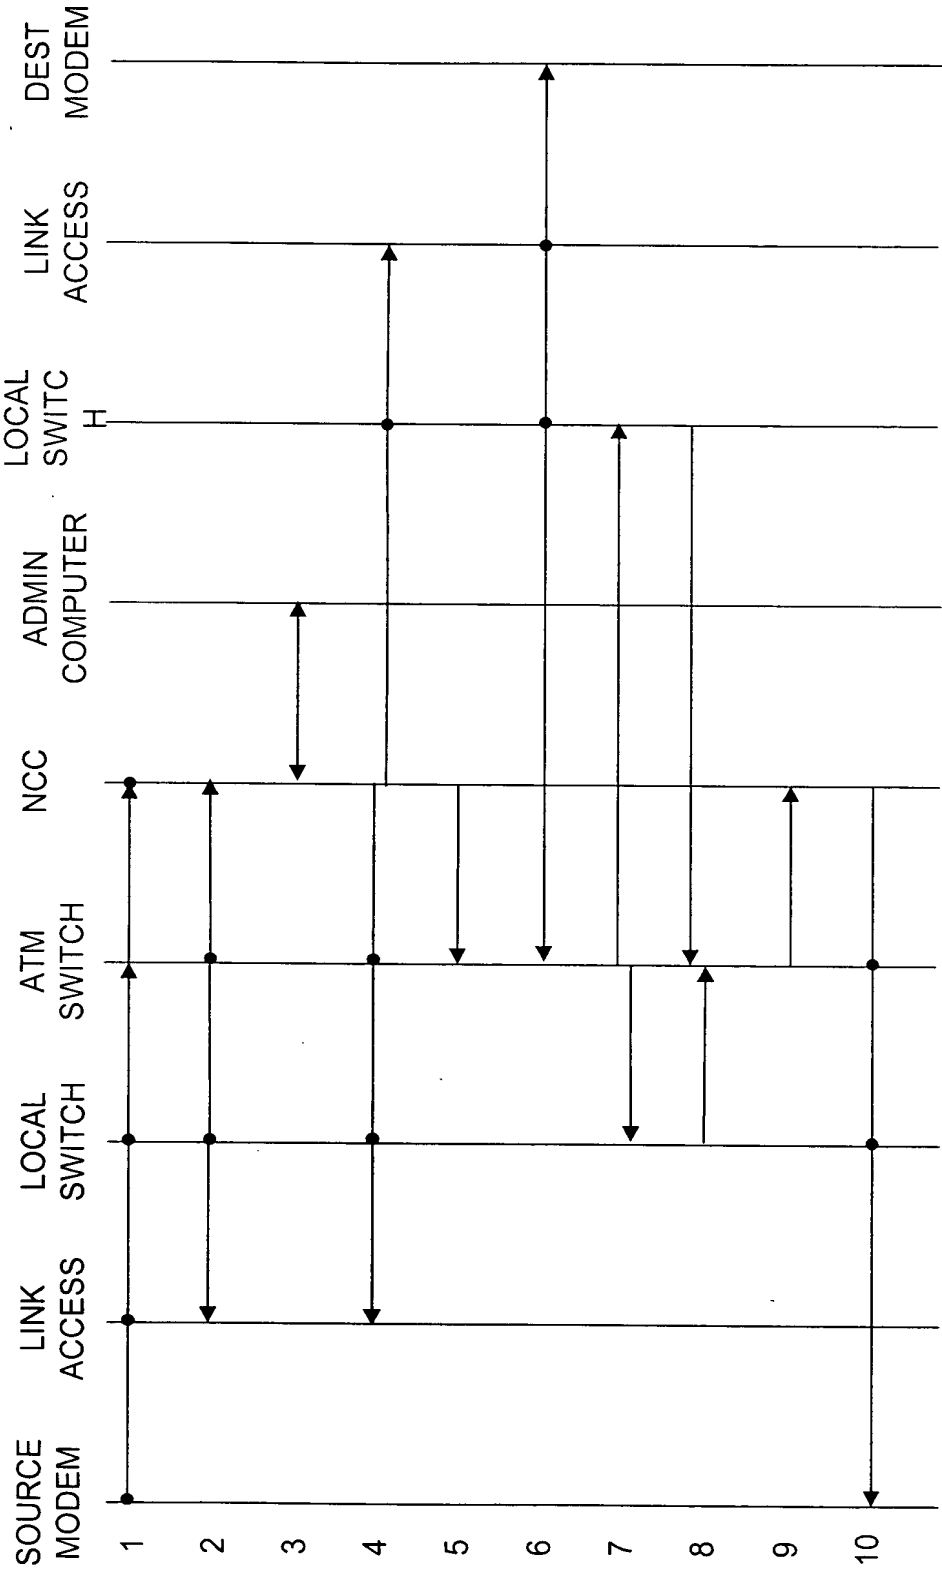 SOURCE
MODEM
LINK
ACCESS
LOCAL
SWITCH
ATM
SWITCH
NCC
ADMIN
COMPUTER
LOCAL
SWITC
H
LINK
ACCESS
DEST
MODEM
1
2
3
4
5
6
7
8
9
10